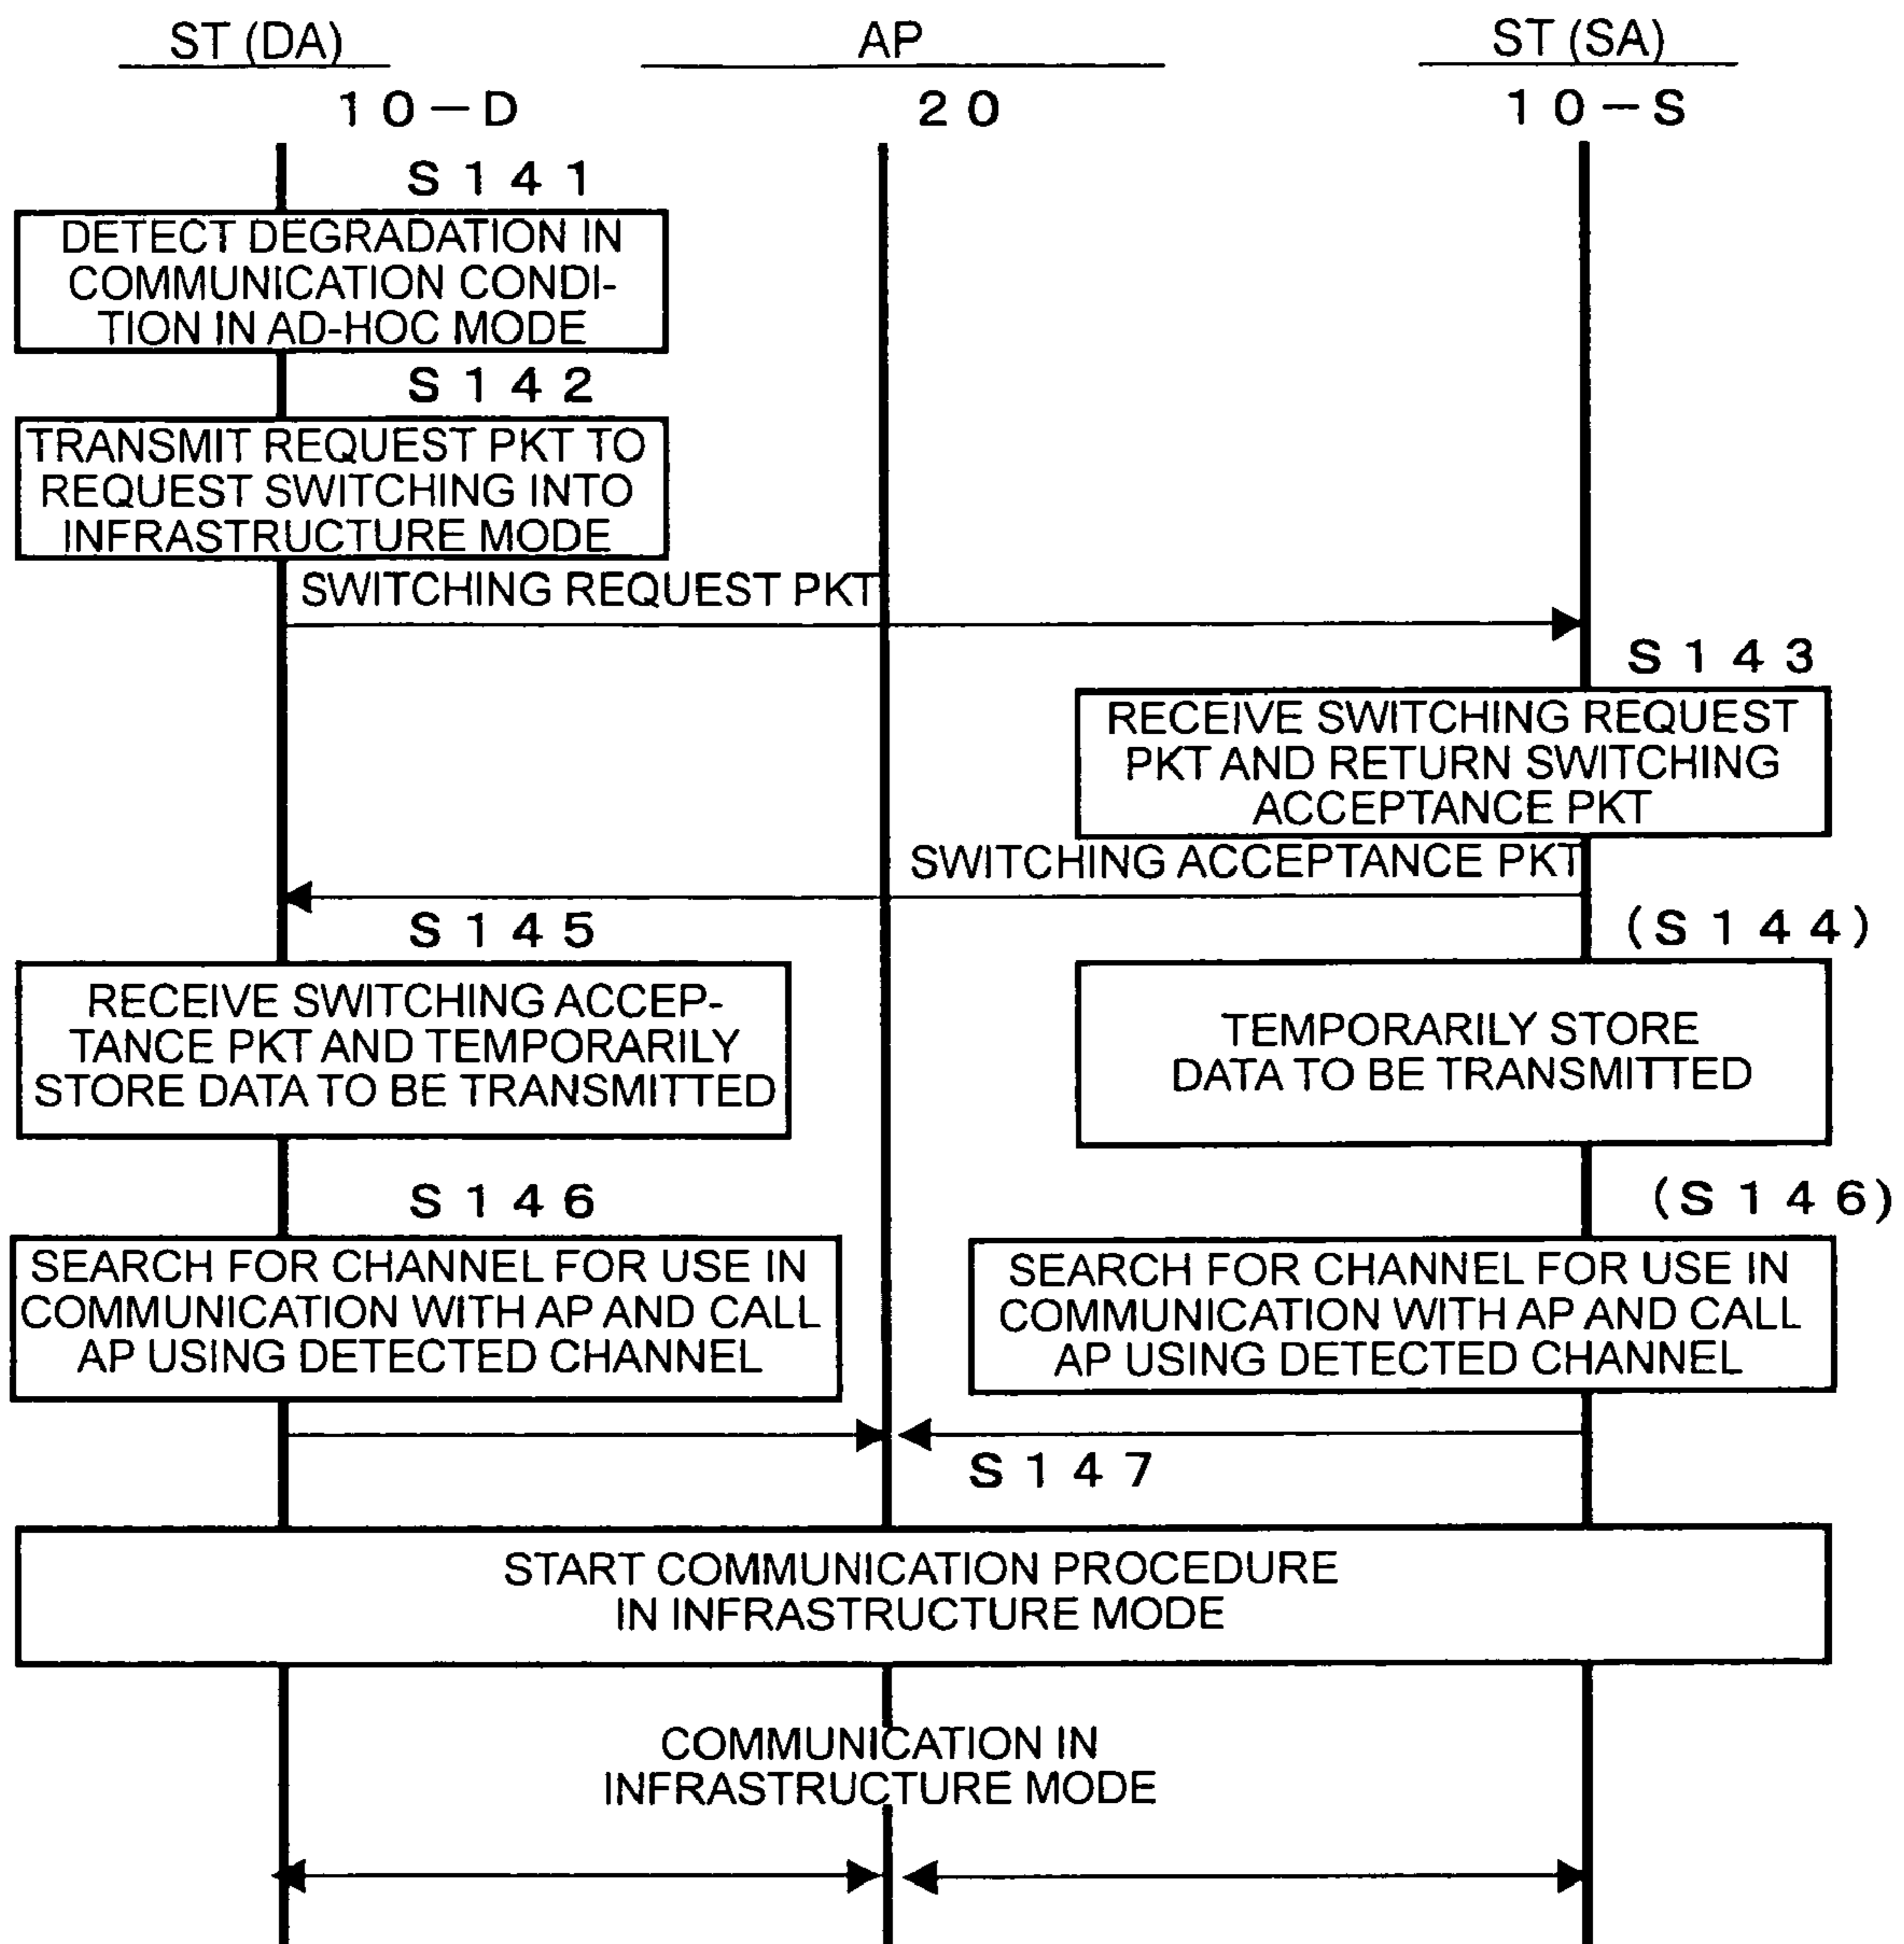 ST (DA)
AP
ST (SA)
10-D
20
10-S
S141
DETECT DEGRADATION IN
COMMUNICATION CONDI-
TION IN AD-HOC MODE
S142
TRANSMIT REQUEST PKT TO
REQUEST SWITCHING INTO
INFRASTRUCTURE MODE
SWITCHING REQUEST PKT
S143
RECEIVE SWITCHING REQUEST
PKT AND RETURN SWITCHING
ACCEPTANCE PKT
SWITCHING ACCEPTANCE PKT
S145
(S144)
RECEIVE SWITCHING ACCEP-
TANCE PKT AND TEMPORARILY
STORE DATA TO BE TRANSMITTED
TEMPORARILY STORE
DATA TO BE TRANSMITTED
S146
(S146)
SEARCH FOR CHANNEL FOR USE IN
COMMUNICATION WITH AP AND CALL
AP USING DETECTED CHANNEL
SEARCH FOR CHANNEL FOR USE IN
COMMUNICATION WITH AP AND CALL
AP USING DETECTED CHANNEL
S147
START COMMUNICATION PROCEDURE
IN INFRASTRUCTURE MODE
COMMUNICATION IN
INFRASTRUCTURE MODE